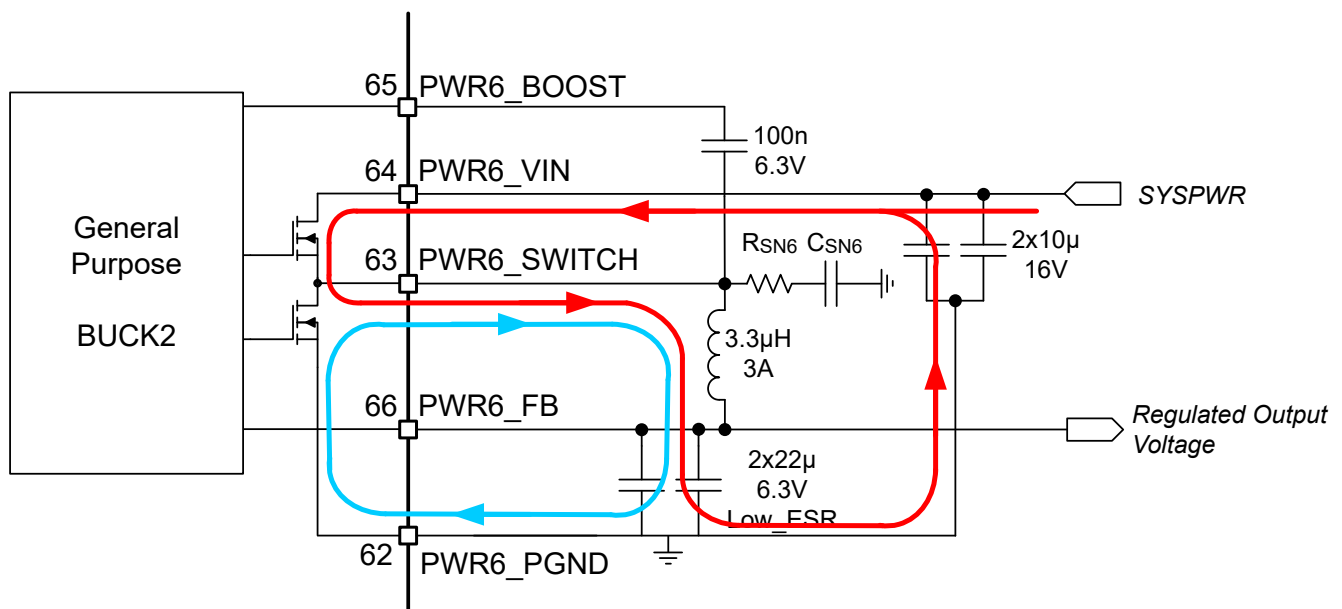 65 PWR6_BOOST
100n
6.3V
64 PWR6_VIN
SYSPWR
General
Purpose
BUCK2
RSN6 CSN6
2x10µ
16V
63 PWR6_SWITCH
3.3µH
3A
66 PWR6_FB
Regulated Output
Voltage
2x22µ
6.3V
Low_ESR
62 PWR6_PGND